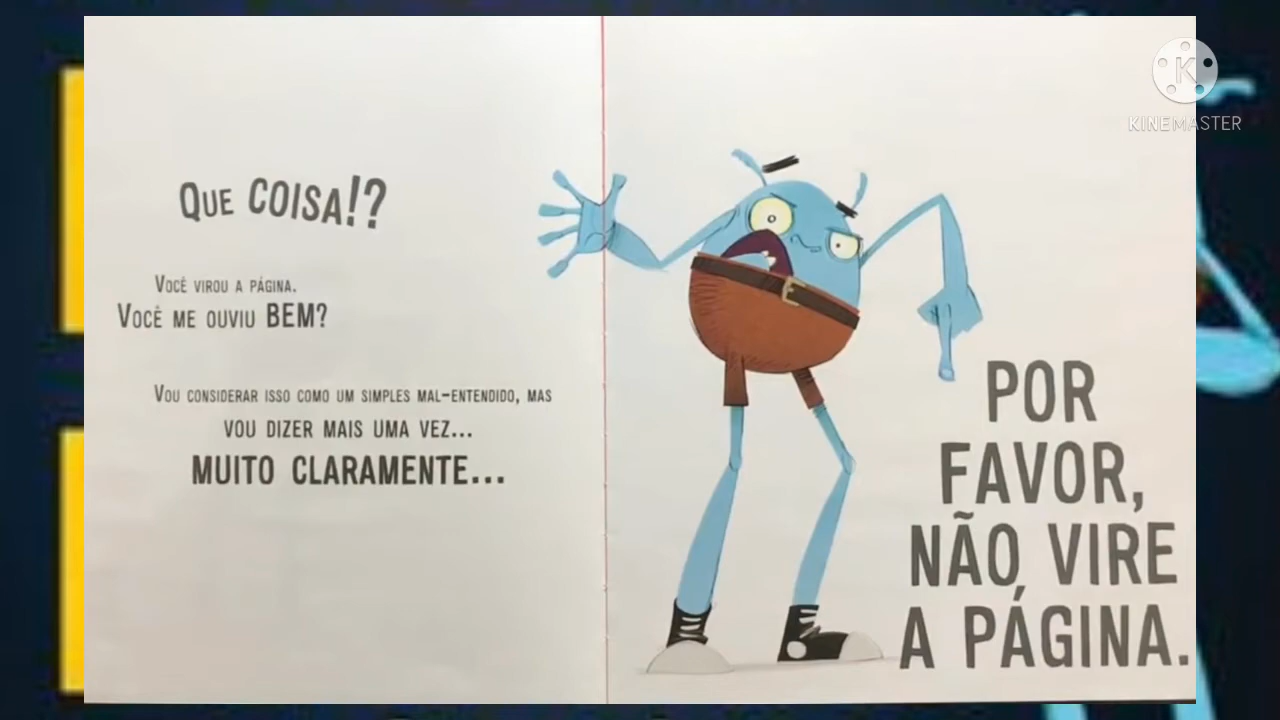 QUE COISA!?
VOCÊ VIROU A PÁGINA.
VOCÊ ME OUVIU BEM?
VOU CONSIDERAR ISSO COMO UM SIMPLES MAL-ENTENDIDO, MAS
VOU DIZER MAIS UMA VEZ...
MUITO CLARAMENTE...
POR
FAVOR,
NÃO VIRE
A PÁGINA.
K
KINEMASTER